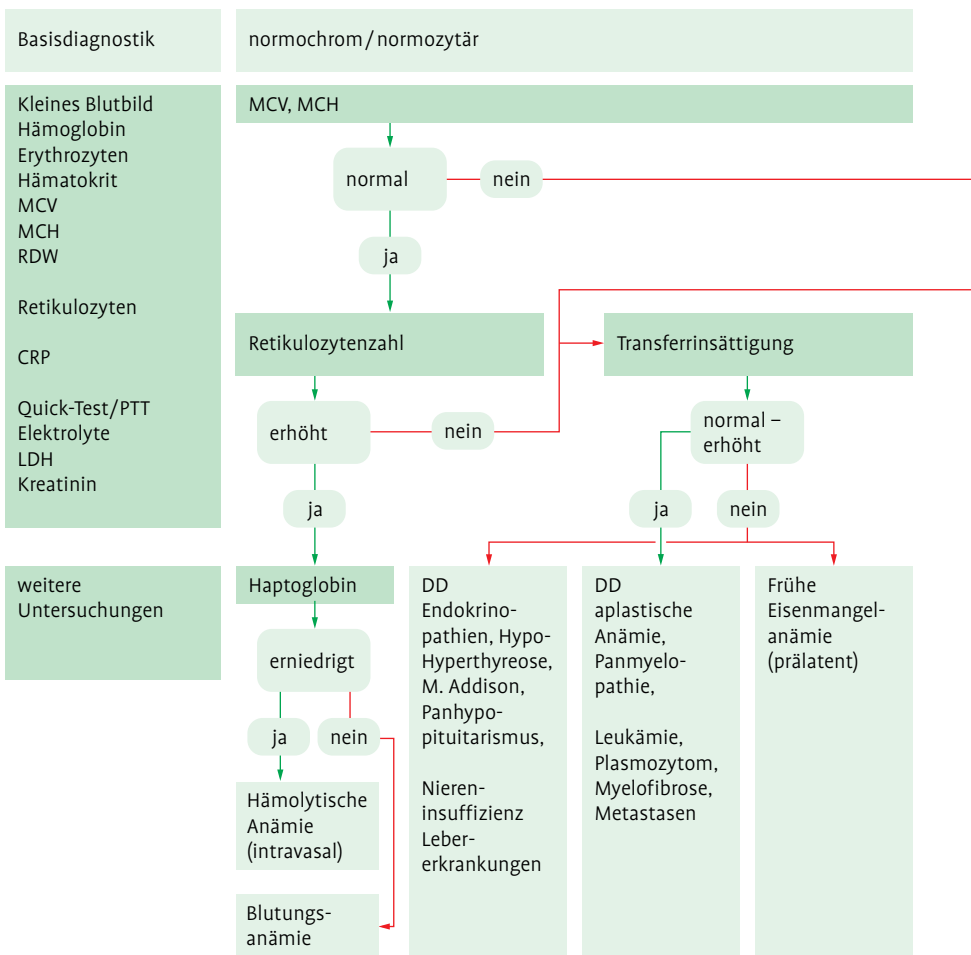 Basisdiagnostik
normochrom/normozytär
Kleines Blutbild
Hämoglobin
Erythrozyten
Hämatokrit
MCV
MCH
RDW
Retikulozyten
CRP
Quick-Test/PTT
Elektrolyte
LDH
Kreatinin
MCV, MCH
normal
nein
ja
Retikulozytenzahl
Transferrinsättigung
erhöht
nein
normal –
erhöht
ja
ja
nein
weitere
Untersuchungen
Haptoglobin
erniedrigt
ja
nein
Hämolytische
Anämie
(intravasal)
Blutungs-
anämie
DD
Endokrino-
pathien, Hypo-
Hyperthyreose,
M. Addison,
Panhypo-
pituitarismus,
Nieren-
insuffizienz
Leber-
erkrankungen
DD
aplastische
Anämie,
Panmyelo-
pathie,
Leukämie,
Plasmozytom,
Myelofibrose,
Metastasen
Frühe
Eisenmangel-
anämie
(prälatent)